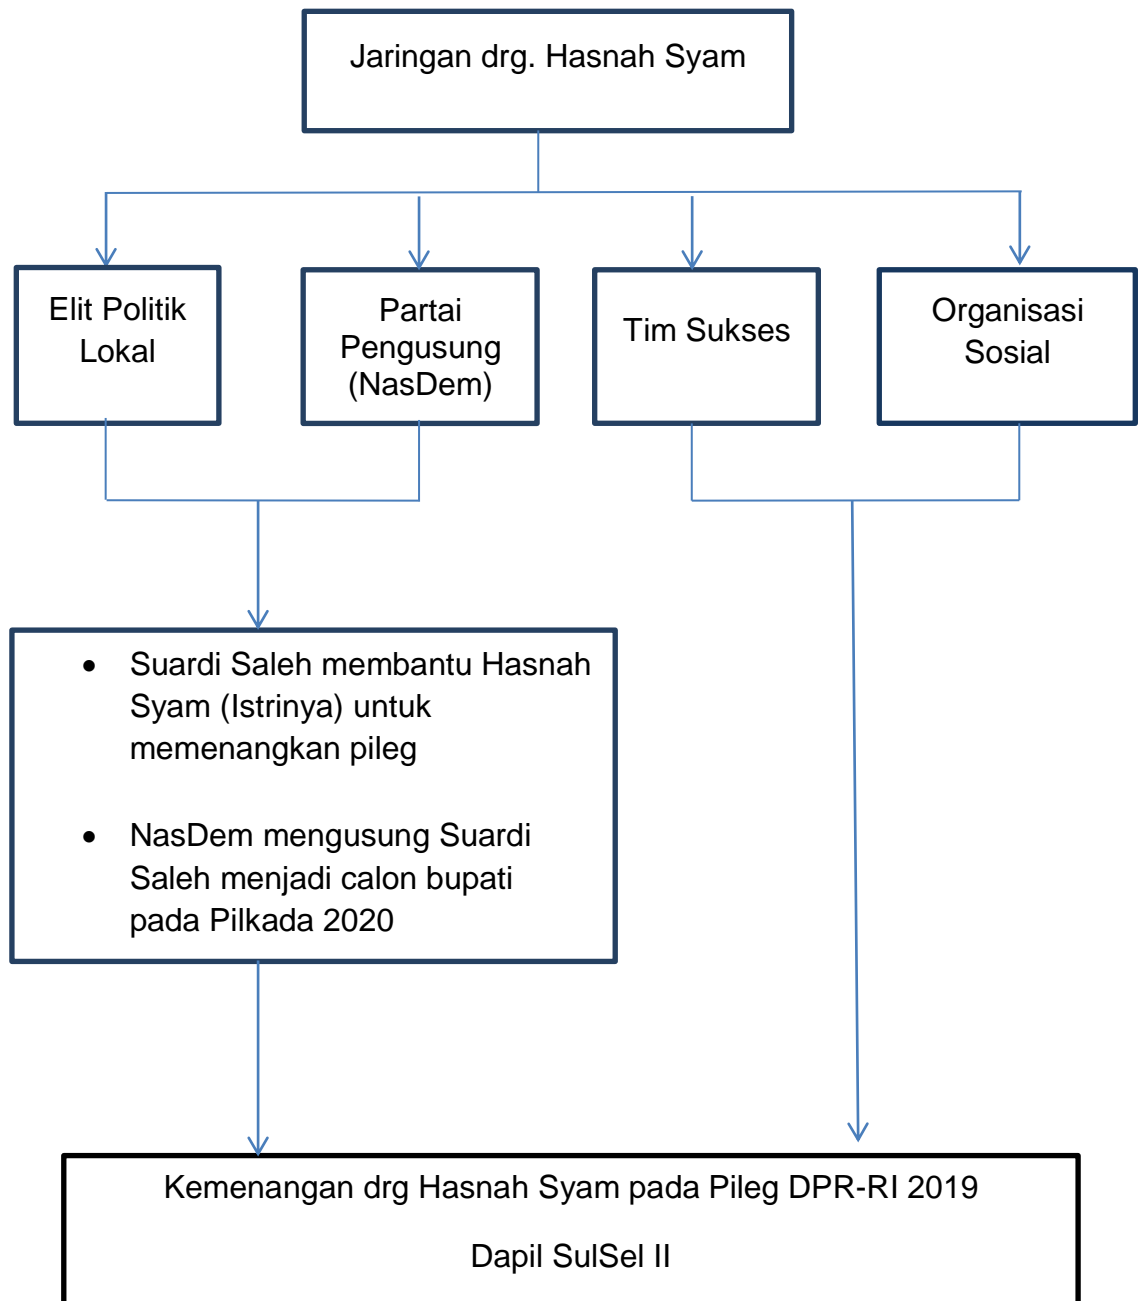 Jaringan drg. Hasnah Syam
Elit Politik
Lokal
Partai
Pengusung
(NasDem)
Tim Sukses
Organisasi
Sosial
• Suardi Saleh membantu Hasnah
Syam (Istrinya) untuk
memenangkan pileg
• NasDem mengusung Suardi
Saleh menjadi calon bupati
pada Pilkada 2020
Kemenangan drg Hasnah Syam pada Pileg DPR-RI 2019
Dapil SulSel II